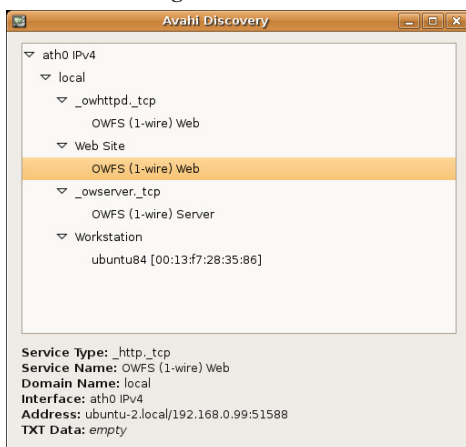 Avahi Discovery
ath0 IPv4
local
_owhttpd._tcp
OWFS (1-wire) Web
Web Site
OWFS (1-wire) Web
_owserver._tcp
OWFS (1-wire) Server
Workstation
ubuntu84 [00:13:f7:28:35:86]
Service Type: _http._tcp
Service Name: OWFS (1-wire) Web
Domain Name: local
Interface: ath0 IPv4
Address: ubuntu-2.local/192.168.0.99:51588
TXT Data: empty